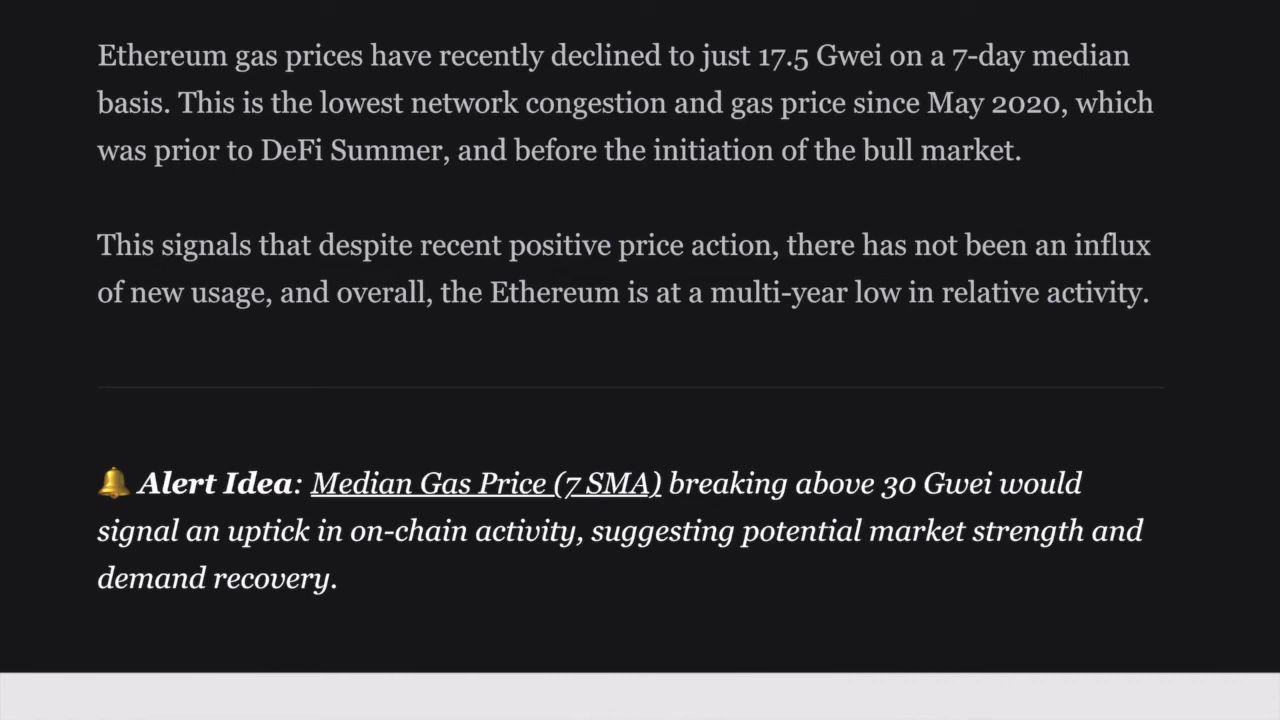 Ethereum gas prices have recently declined to just 17.5 Gwei on a 7-day median
basis. This is the lowest network congestion and gas price since May 2020, which
was prior to DeFi Summer, and before the initiation of the bull market.
This signals that despite recent positive price action, there has not been an influx
of new usage, and overall, the Ethereum is at a multi-year low in relative activity.
🔔 Alert Idea: Median Gas Price (7 SMA) breaking above 30 Gwei would
signal an uptick in on-chain activity, suggesting potential market strength and
demand recovery.